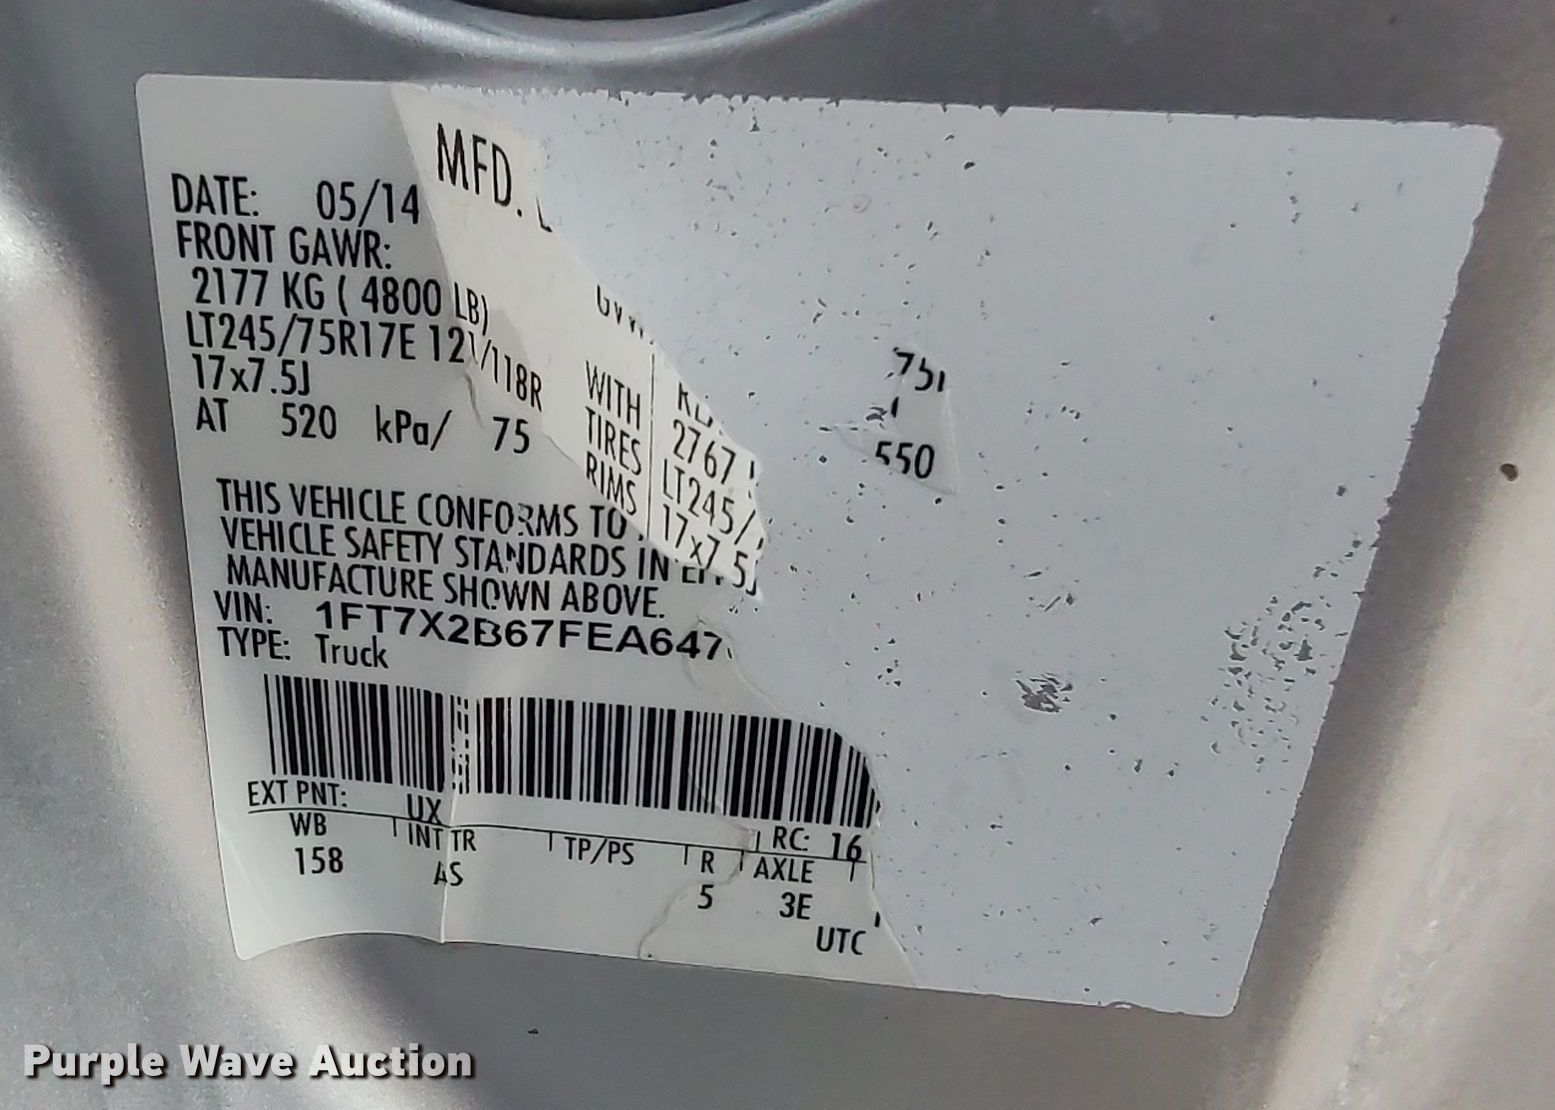 MFD.
DATE: 05/14
FRONT GAWR:
2177 KG ( 4800 LB)
LT245/75R17E 121/118R
17x7.5J
AT 520 kPa/ 75
WITH
TIRES
RIMS
2767
LT245/
17x7.5J
550
THIS VEHICLE CONFORMS TO
VEHICLE SAFETY STANDARDS IN
MANUFACTURE SHOWN ABOVE.
VIN: 1FT7X2B67FEA647
TYPE: Truck
EXT PNT: UX RC: 16
WB INT TR TP/PS R AXLE
158 AS 5 3E
UTC
Purple Wave Auction